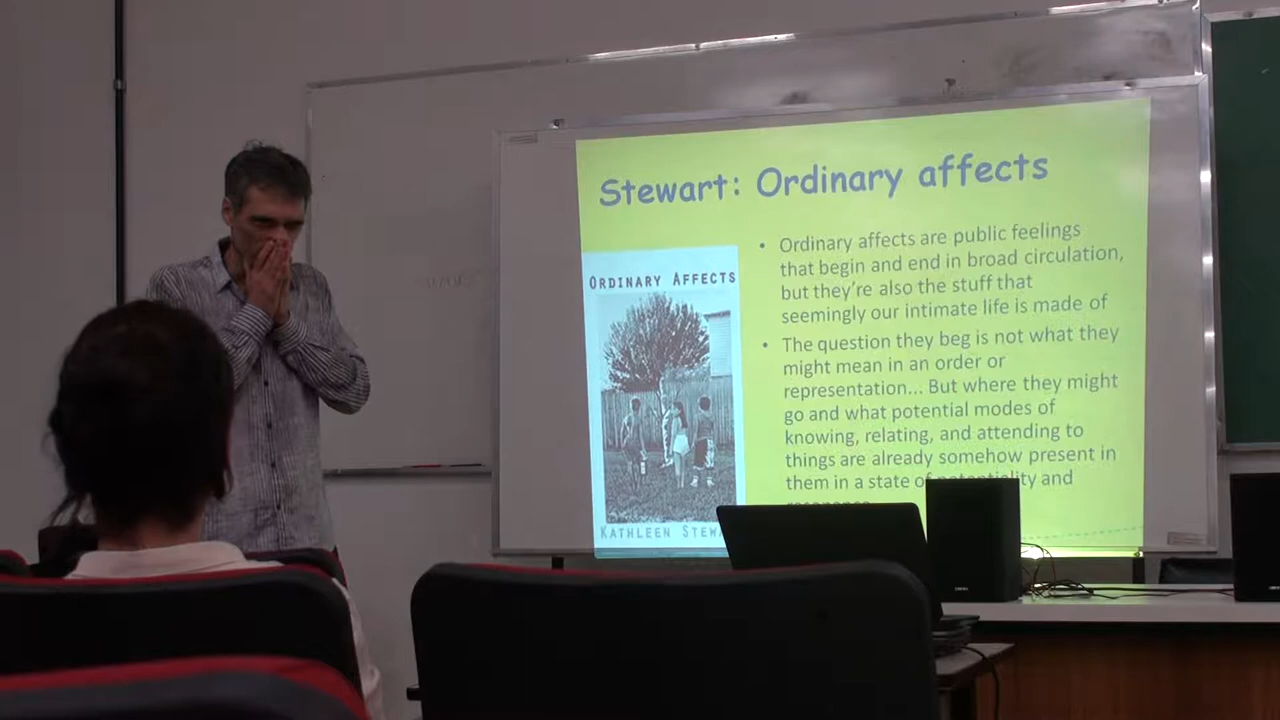 Stewart: Ordinary affects
ORDINARY AFFECTS
KATHLEEN STEW
• Ordinary affects are public feelings
that begin and end in broad circulation,
but they're also the stuff that
seemingly our intimate life is made of
• The question they beg is not what they
might mean in an order or
representation... But where they might
go and what potential modes of
knowing, relating, and attending to
things are already somehow present in
them in a state of potentiality and